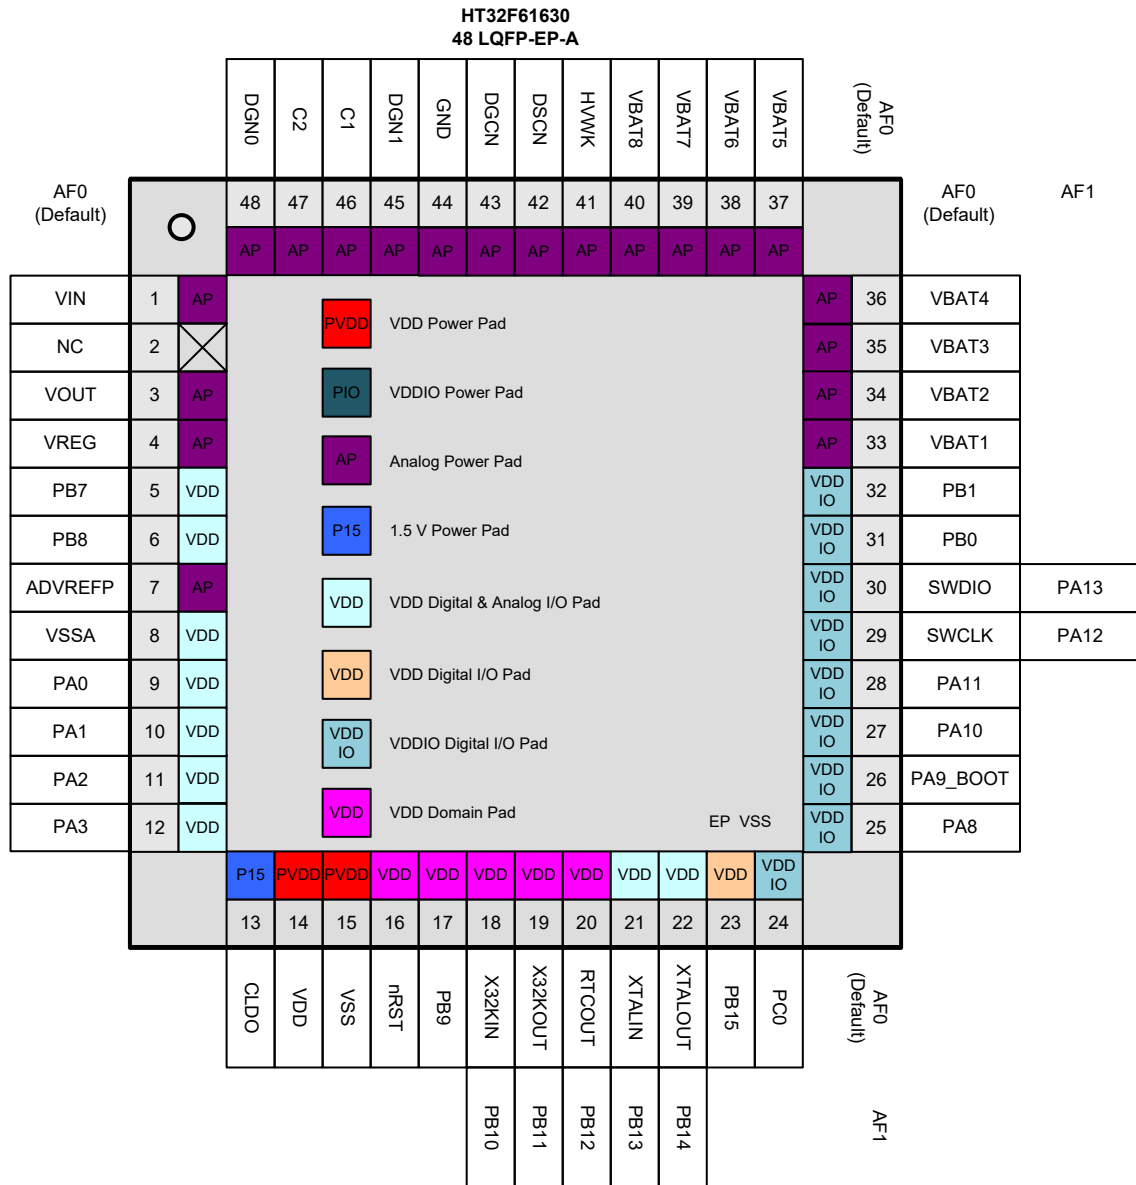 HT32F61630
48 LQFP-EP-A
DGN0
C2
C1
DGN1
GND
DGCN
DSCN
HVWK
VBAT8
VBAT7
VBAT6
VBAT5
AF0
(Default)
AF0
(Default)
48 47 46 45 44 43 42 41 40 39 38 37
AP AP AP AP AP AP AP AP AP AP AP AP
AF0
(Default)
AF1
VIN 1 AP
NC 2
VOUT 3 AP
VREG 4 AP
PB7 5 VDD
PB8 6 VDD
ADVREFP 7 AP
VSSA 8 VDD
PA0 9 VDD
PA1 10 VDD
PA2 11 VDD
PA3 12 VDD
PVDD VDD Power Pad
PIO VDDIO Power Pad
AP Analog Power Pad
P15 1.5 V Power Pad
VDD VDD Digital & Analog I/O Pad
VDD VDD Digital I/O Pad
VDD
IO VDDIO Digital I/O Pad
VDD VDD Domain Pad
EP VSS
AP 36 VBAT4
AP 35 VBAT3
AP 34 VBAT2
AP 33 VBAT1
VDD
IO 32 PB1
VDD
IO 31 PB0
VDD
IO 30 SWDIO PA13
VDD
IO 29 SWCLK PA12
VDD
IO 28 PA11
VDD
IO 27 PA10
VDD
IO 26 PA9_BOOT
VDD
IO 25 PA8
P15 PVDD PVDD VDD VDD VDD VDD VDD VDD VDD VDD VDD
IO
13 14 15 16 17 18 19 20 21 22 23 24
CLDO
VDD
VSS
nRST
PB9
X32KIN
X32KOUT
RTCOUT
XTALIN
XTALOUT
PB15
PC0
AF0
(Default)
PB10
PB11
PB12
PB13
PB14
AF1